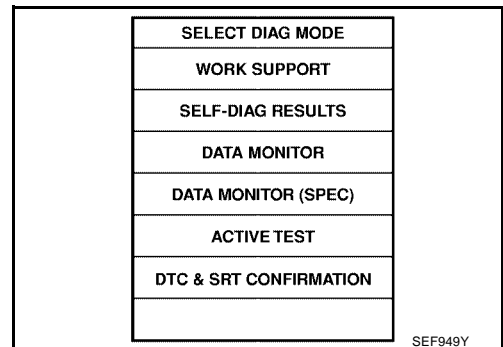 SELECT DIAG MODE
WORK SUPPORT
SELF-DIAG RESULTS
DATA MONITOR
DATA MONITOR (SPEC)
ACTIVE TEST
DTC & SRT CONFIRMATION
SEF949Y